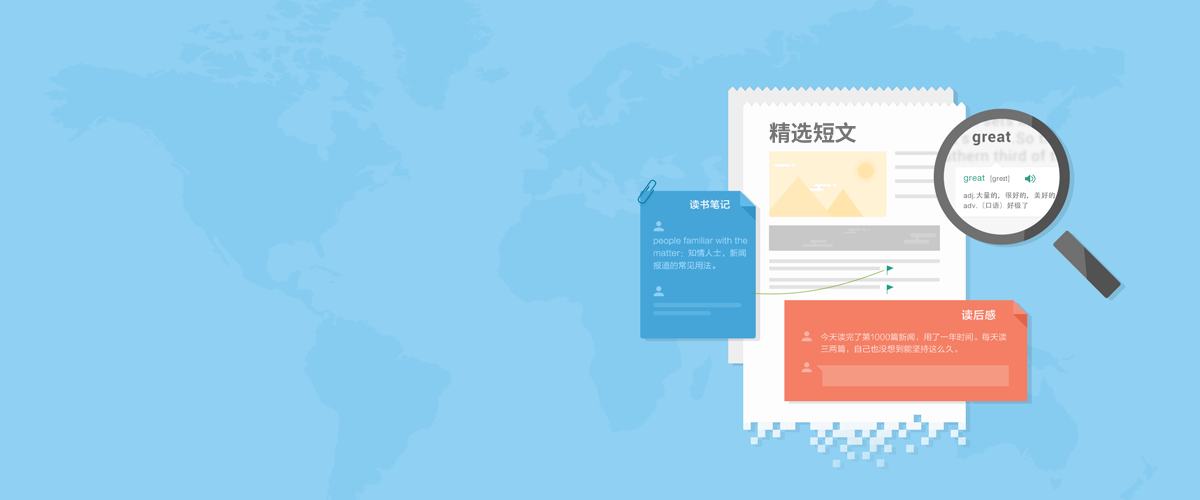 精选短文
great
So
thern third of t
great [greɪt]
adj.大量的，很好的，美好的
adv.〔口语〕好极了
读书笔记
people familiar with the
matter：知情人士，新闻
报道的常见用法。
读后感
今天读完了第1000篇新闻，用了一年时间。每天读
三两篇，自己也没想到能坚持这么久。